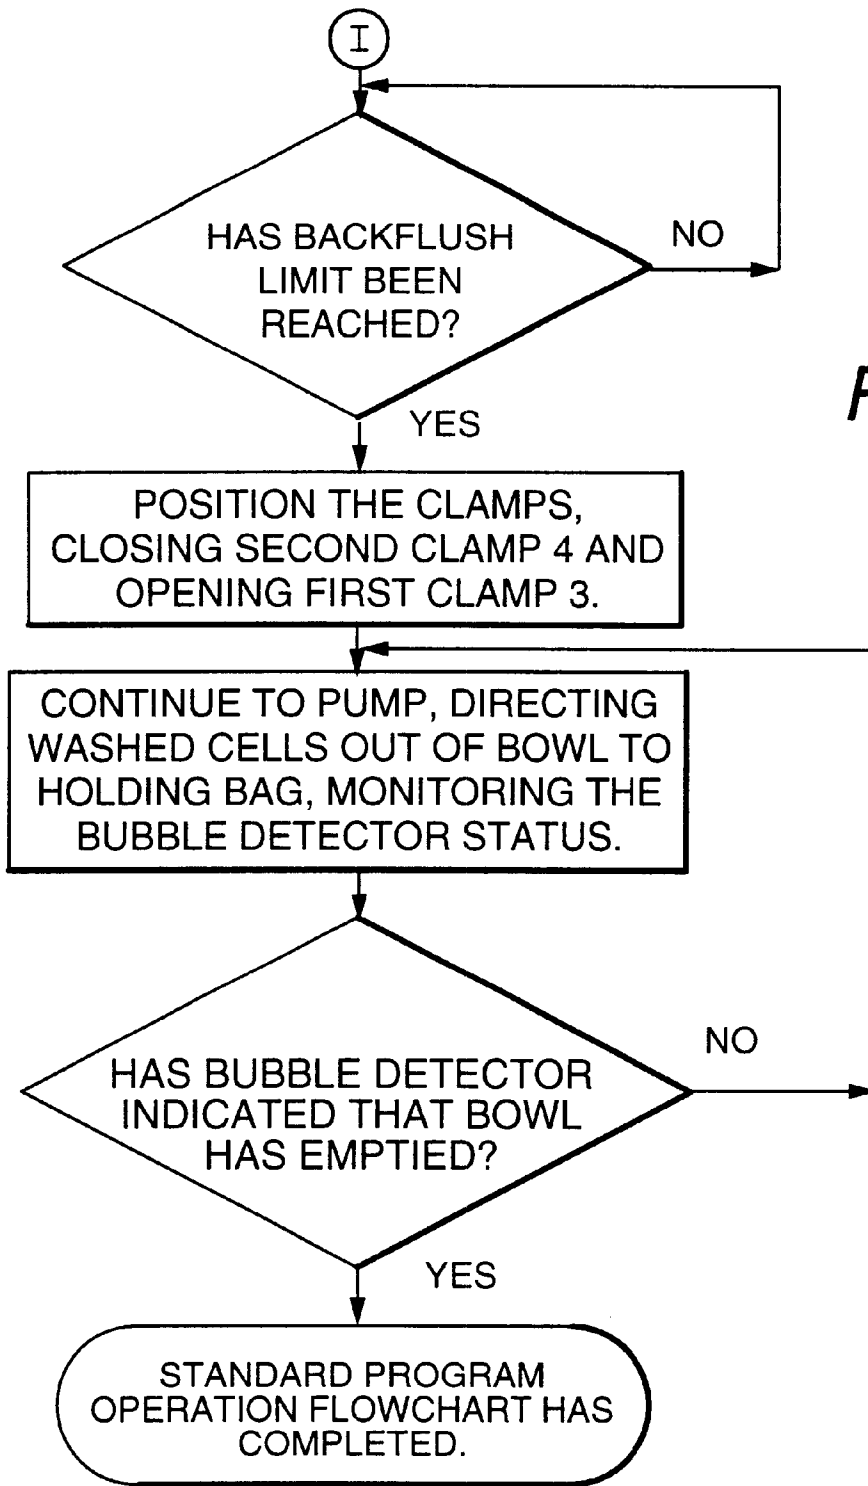 I
HAS BACKFLUSH
LIMIT BEEN
REACHED?
NO
YES
POSITION THE CLAMPS,
CLOSING SECOND CLAMP 4 AND
OPENING FIRST CLAMP 3.
CONTINUE TO PUMP, DIRECTING
WASHED CELLS OUT OF BOWL TO
HOLDING BAG, MONITORING THE
BUBBLE DETECTOR STATUS.
HAS BUBBLE DETECTOR
INDICATED THAT BOWL
HAS EMPTIED?
NO
YES
STANDARD PROGRAM
OPERATION FLOWCHART HAS
COMPLETED.